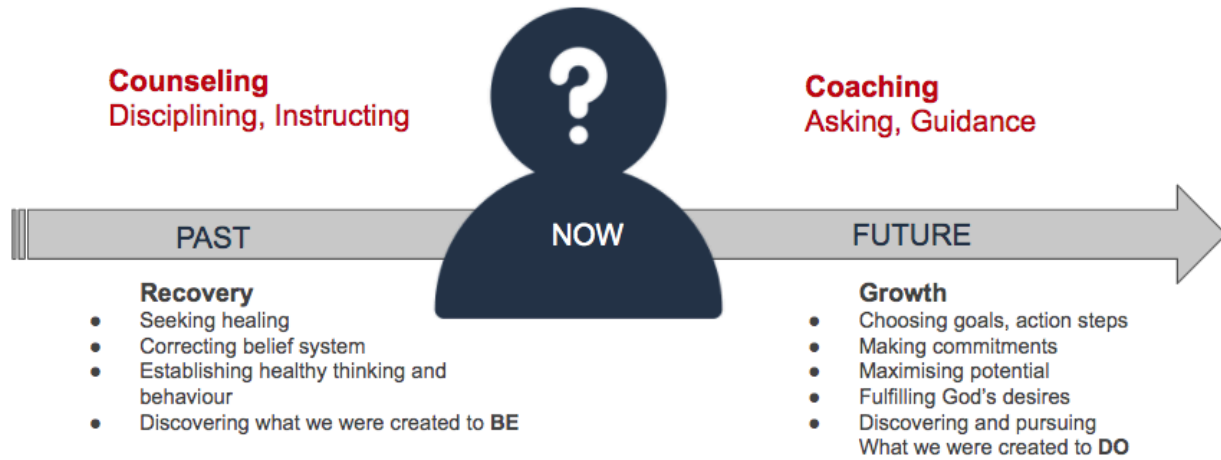 Counseling
Disciplining, Instructing
?
Coaching
Asking, Guidance
PAST
NOW
FUTURE
Recovery
● Seeking healing
● Correcting belief system
● Establishing healthy thinking and
behaviour
● Discovering what we were created to BE
Growth
● Choosing goals, action steps
● Making commitments
● Maximising potential
● Fulfilling God's desires
● Discovering and pursuing
What we were created to DO